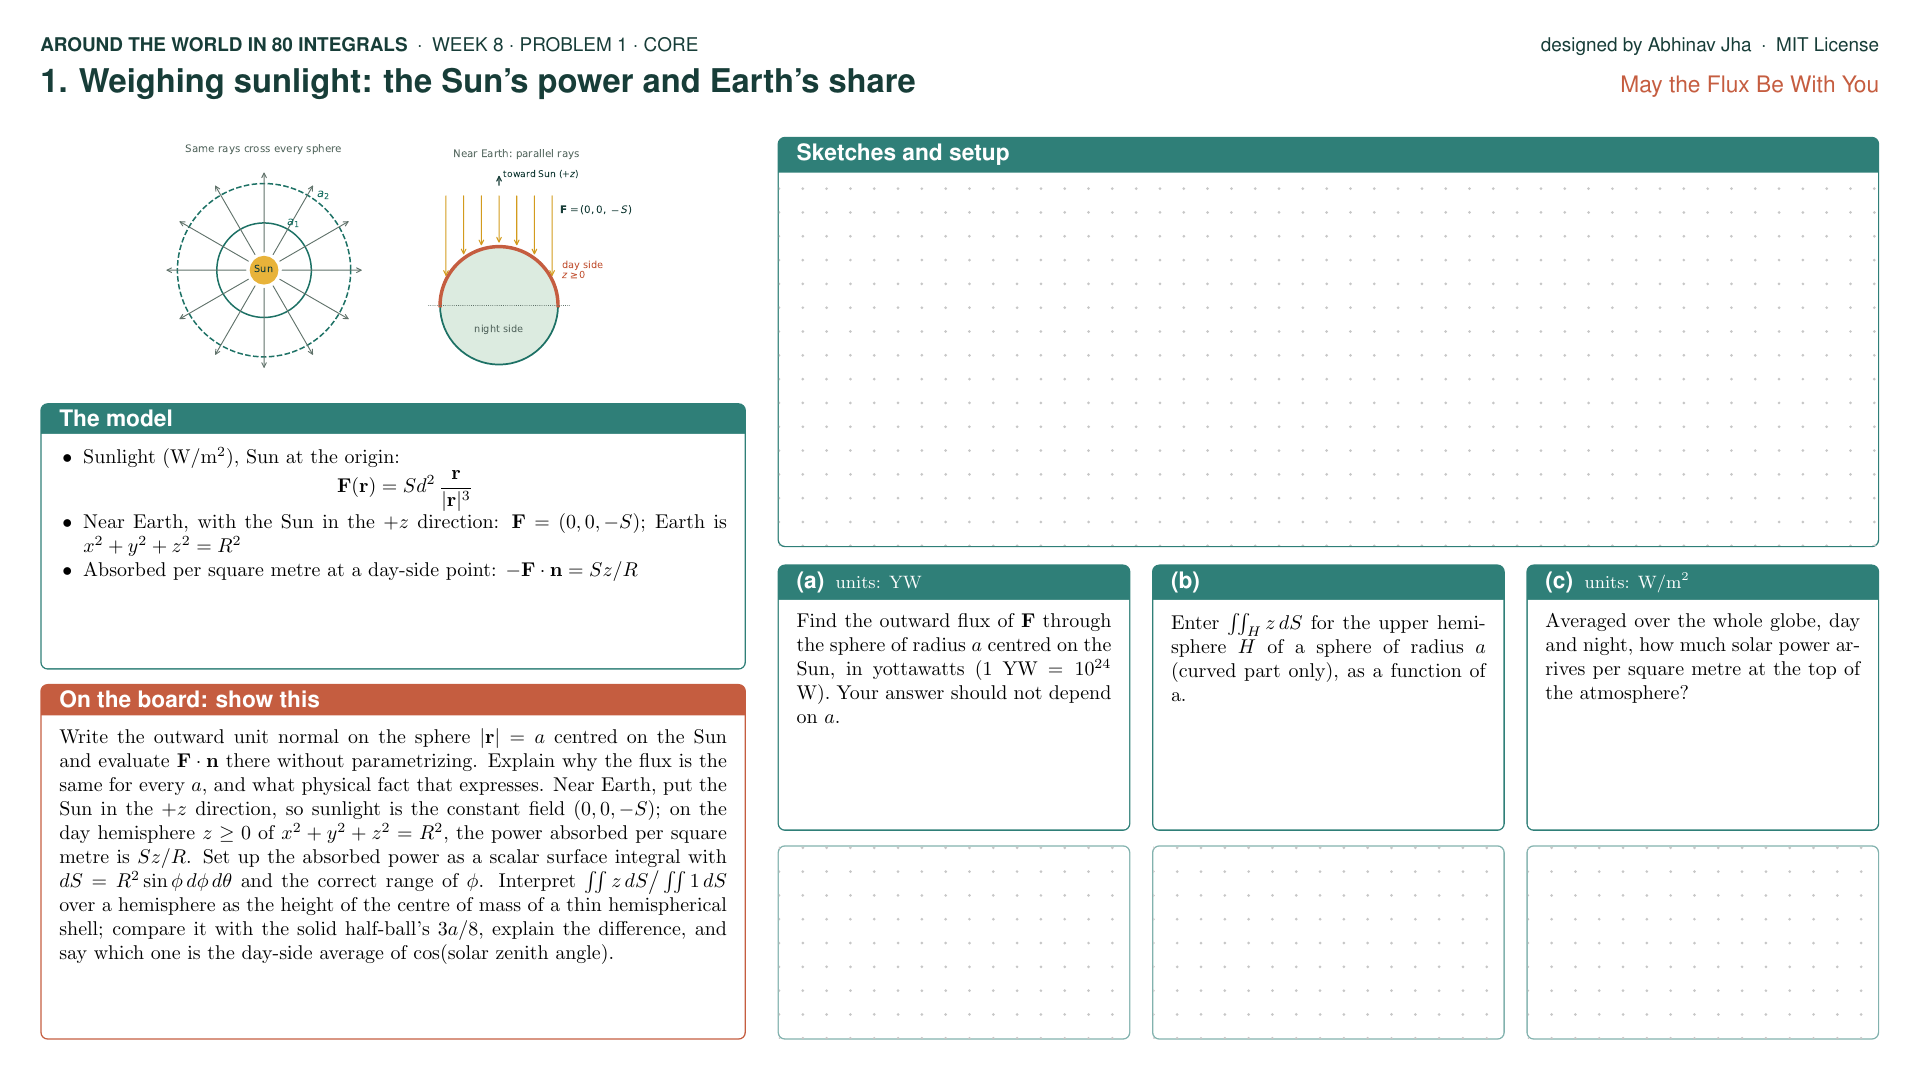 AROUND THE WORLD IN 80 INTEGRALS · WEEK 8 · PROBLEM 1 · CORE
designed by Abhinav Jha · MIT License
1. Weighing sunlight: the Sun's power and Earth's share
May the Flux Be With You
Same rays cross every sphere
a₂
a₁
Sun
Near Earth: parallel rays
toward Sun (+z)
F = (0, 0, −S)
day side
z ≥ 0
night side
The model
• Sunlight (W/m²), Sun at the origin:
F(r) = Sd² r/|r|³
• Near Earth, with the Sun in the +z direction: F = (0, 0, −S); Earth is
x² + y² + z² = R²
• Absorbed per square metre at a day-side point: −F · n = Sz/R
On the board: show this
Write the outward unit normal on the sphere |r| = a centred on the Sun
and evaluate F · n there without parametrizing. Explain why the flux is the
same for every a, and what physical fact that expresses. Near Earth, put the
Sun in the +z direction, so sunlight is the constant field (0, 0, −S); on the
day hemisphere z ≥ 0 of x² + y² + z² = R², the power absorbed per square
metre is Sz/R. Set up the absorbed power as a scalar surface integral with
dS = R² sin ϕ dϕ dθ and the correct range of ϕ. Interpret ∬ z dS/ ∬ 1 dS
over a hemisphere as the height of the centre of mass of a thin hemispherical
shell; compare it with the solid half-ball's 3a/8, explain the difference, and
say which one is the day-side average of cos(solar zenith angle).
Sketches and setup
(a) units: YW
Find the outward flux of F through
the sphere of radius a centred on the
Sun, in yottawatts (1 YW = 10²⁴
W). Your answer should not depend
on a.
(b)
Enter ∬_H z dS for the upper hemi-
sphere H of a sphere of radius a
(curved part only), as a function of
a.
(c) units: W/m²
Averaged over the whole globe, day
and night, how much solar power ar-
rives per square metre at the top of
the atmosphere?